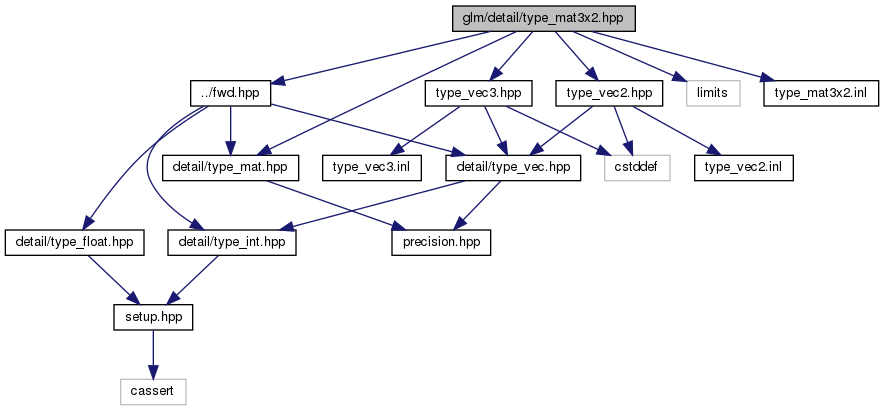 glm/detail/type_mat3x2.hpp
../fwd.hpp
type_vec3.hpp
type_vec2.hpp
limits
type_mat3x2.inl
detail/type_mat.hpp
type_vec3.inl
detail/type_vec.hpp
cstddef
type_vec2.inl
detail/type_float.hpp
detail/type_int.hpp
precision.hpp
setup.hpp
cassert